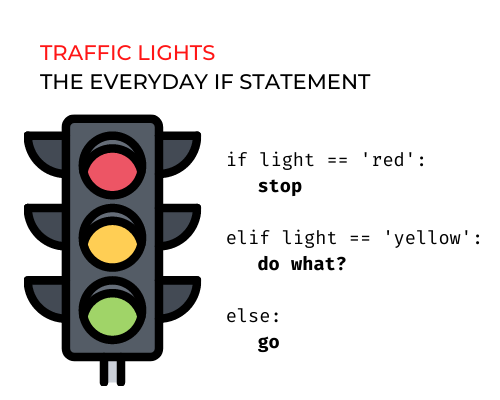 TRAFFIC LIGHTS
THE EVERYDAY IF STATEMENT
if light == 'red':
stop
elif light == 'yellow':
do what?
else:
go